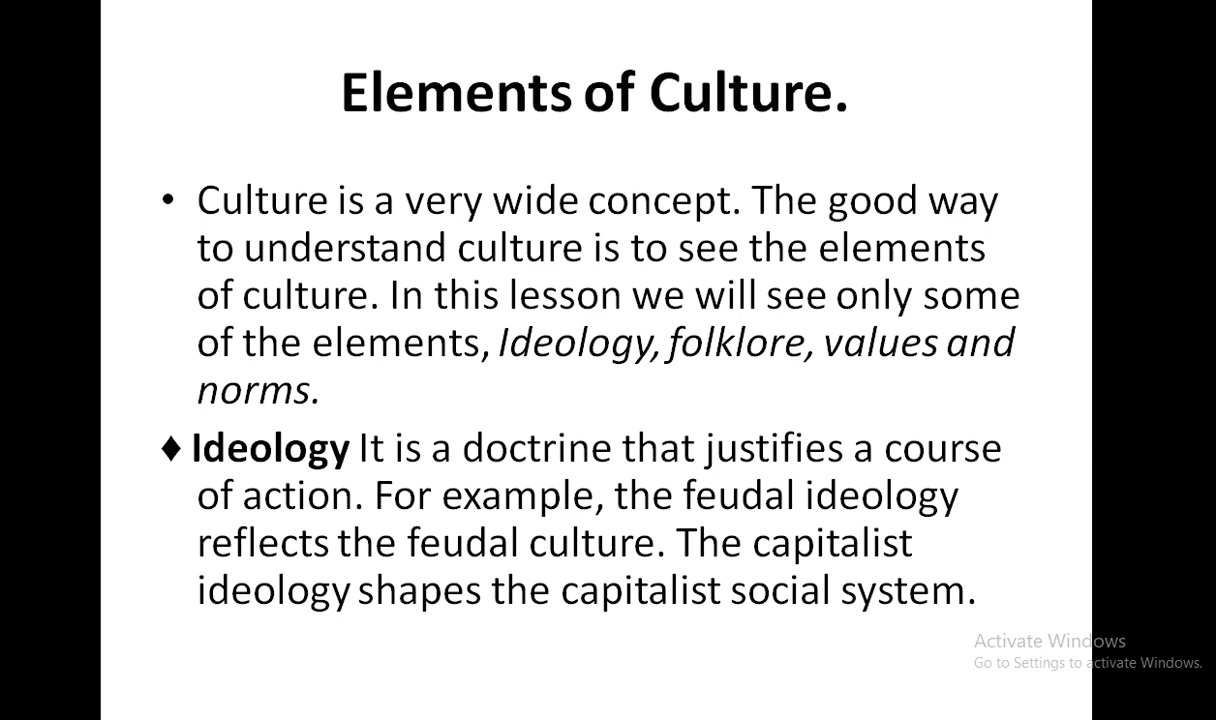 Elements of Culture.
• Culture is a very wide concept. The good way
to understand culture is to see the elements
of culture. In this lesson we will see only some
of the elements, Ideology, folklore, values and
norms.
♦ Ideology It is a doctrine that justifies a course
of action. For example, the feudal ideology
reflects the feudal culture. The capitalist
ideology shapes the capitalist social system.
Activate Windows
Go to Settings to activate Windows.